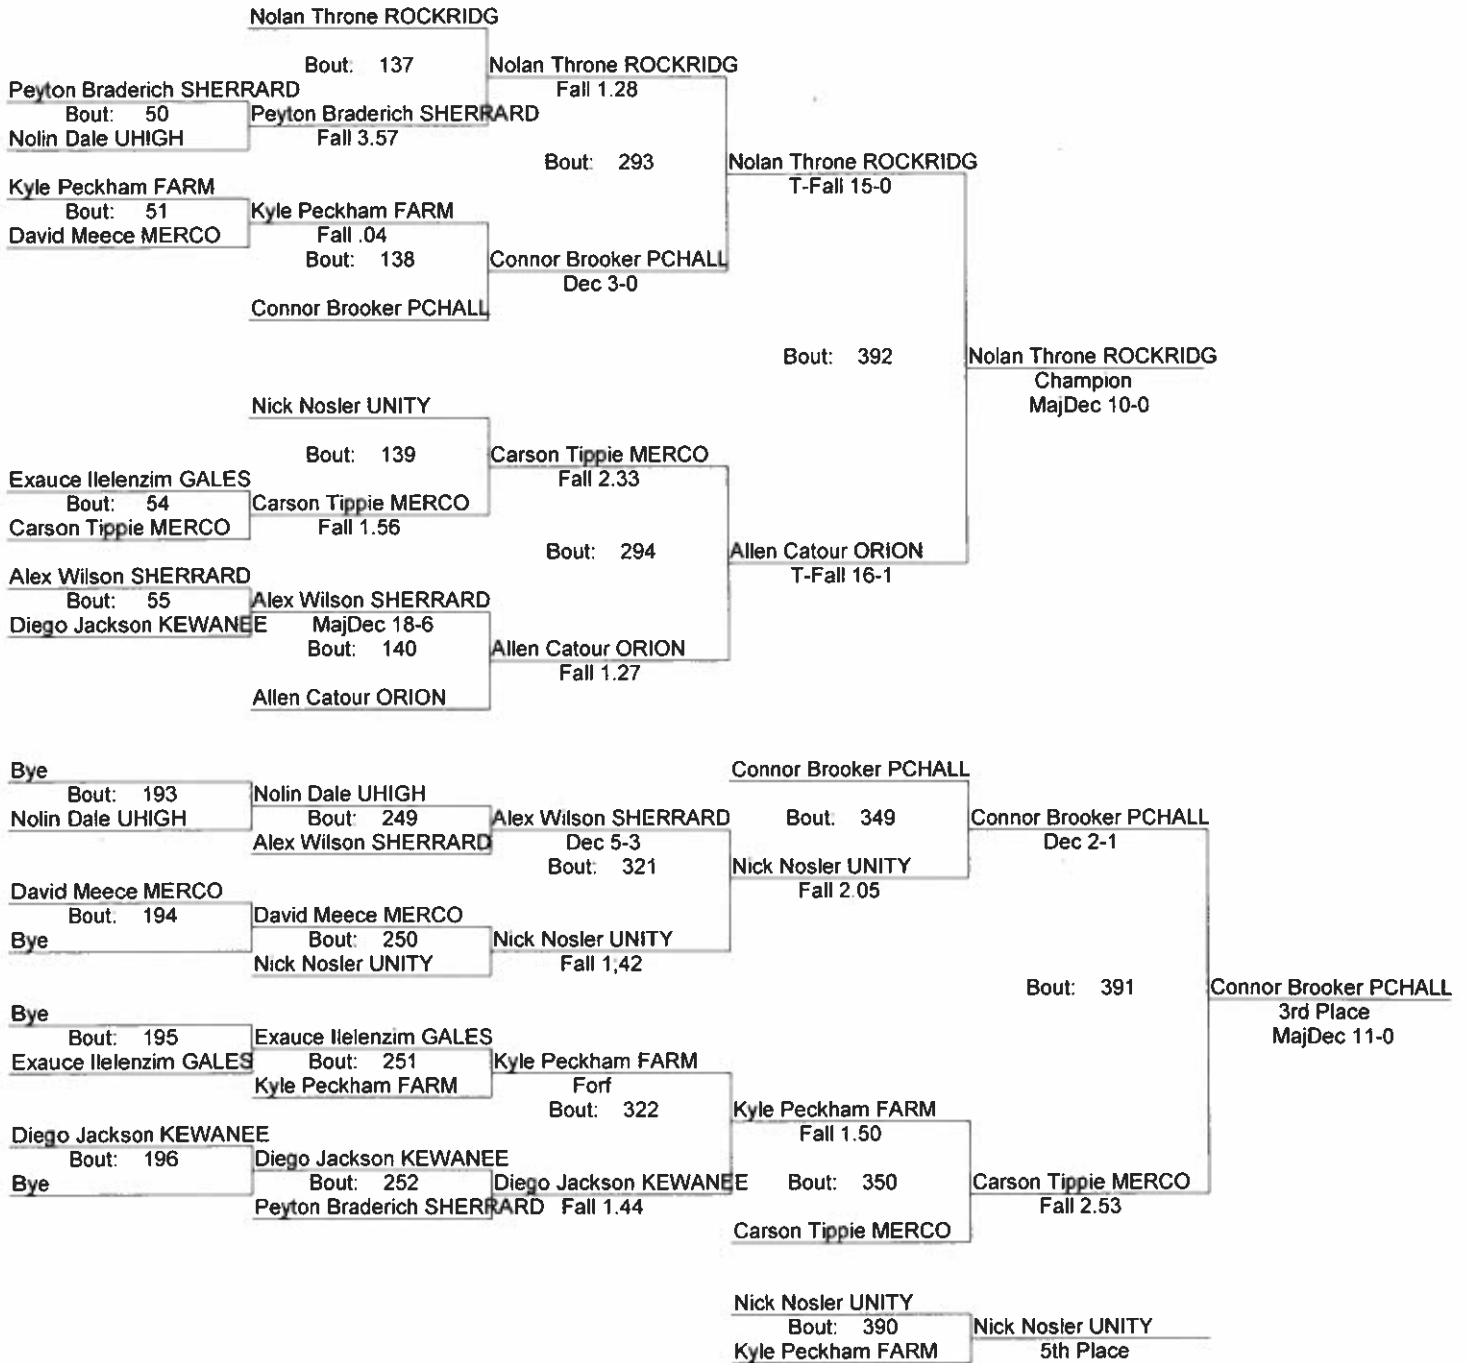 Nolan Throne ROCKRIDG
Bout: 137
Nolan Throne ROCKRIDG
Fall 1.28
Peyton Braderich SHERRARD
Bout: 50
Nolin Dale UHIGH
Peyton Braderich SHERRARD
Fall 3.57
Bout: 293
Nolan Throne ROCKRIDG
T-Fall 15-0
Kyle Peckham FARM
Bout: 51
David Meece MERCO
Kyle Peckham FARM
Fall .04
Bout: 138
Connor Brooker PCHALL
Dec 3-0
Connor Brooker PCHALL
Bout: 392
Nolan Throne ROCKRIDG
Champion
MajDec 10-0
Nick Nosler UNITY
Bout: 139
Carson Tippie MERCO
Fall 2.33
Exauce Ilelenzim GALES
Bout: 54
Carson Tippie MERCO
Carson Tippie MERCO
Fall 1.56
Bout: 294
Allen Catour ORION
T-Fall 16-1
Alex Wilson SHERRARD
Bout: 55
Diego Jackson KEWANEE
Alex Wilson SHERRARD
MajDec 18-6
Bout: 140
Allen Catour ORION
Fall 1.27
Allen Catour ORION
Bye
Bout: 193
Nolin Dale UHIGH
Nolin Dale UHIGH
Bout: 249
Alex Wilson SHERRARD
Alex Wilson SHERRARD
Dec 5-3
Bout: 321
Connor Brooker PCHALL
Bout: 349
Nick Nosler UNITY
Fall 2.05
Connor Brooker PCHALL
Dec 2-1
David Meece MERCO
Bout: 194
Bye
David Meece MERCO
Bout: 250
Nick Nosler UNITY
Nick Nosler UNITY
Fall 1;42
Bout: 391
Connor Brooker PCHALL
3rd Place
MajDec 11-0
Bye
Bout: 195
Exauce Ilelenzim GALES
Exauce Ilelenzim GALES
Bout: 251
Kyle Peckham FARM
Kyle Peckham FARM
Forf
Bout: 322
Kyle Peckham FARM
Fall 1.50
Bout: 350
Carson Tippie MERCO
Carson Tippie MERCO
Fall 2.53
Diego Jackson KEWANEE
Bout: 196
Bye
Diego Jackson KEWANEE
Bout: 252
Peyton Braderich SHERRARD
Diego Jackson KEWANEE
Fall 1.44
Nick Nosler UNITY
Bout: 390
Kyle Peckham FARM
Nick Nosler UNITY
5th Place